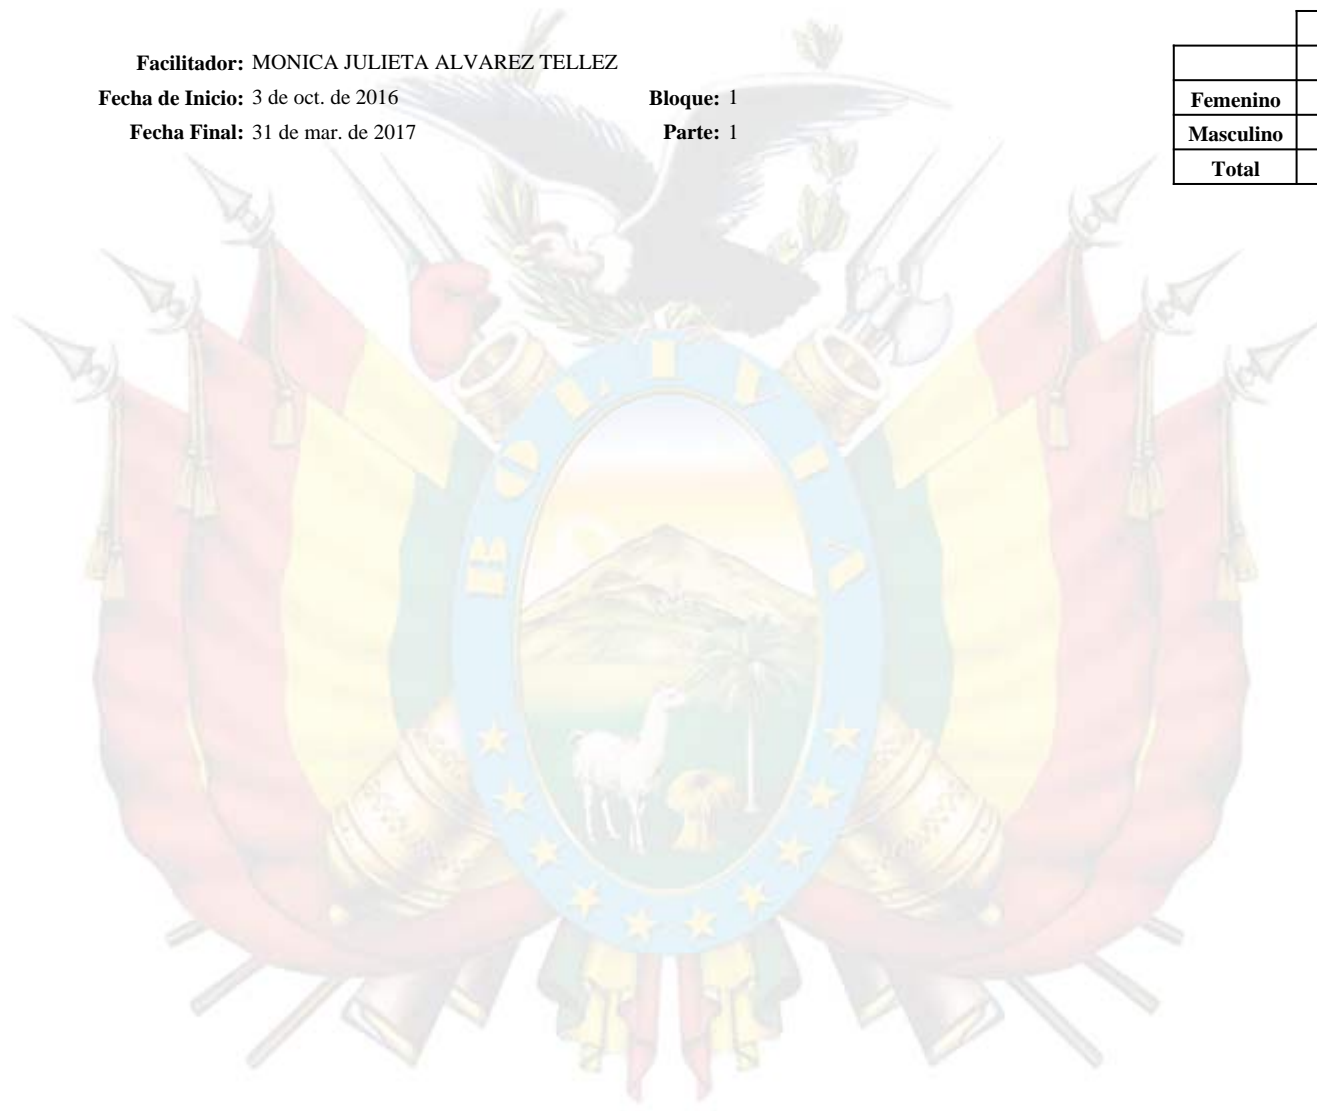 Facilitador: MONICA JULIETA ALVAREZ TELLEZ
Fecha de Inicio: 3 de oct. de 2016 Bloque: 1
Fecha Final: 31 de mar. de 2017 Parte: 1
Femenino
Masculino
Total
BOLIVIA